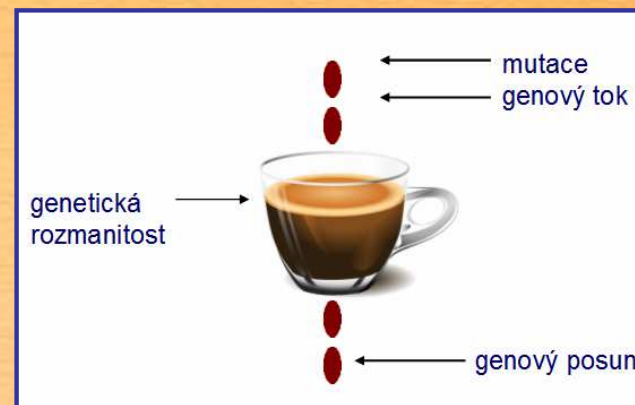 mutace
genový tok
genetická
rozmanitost
genový posun